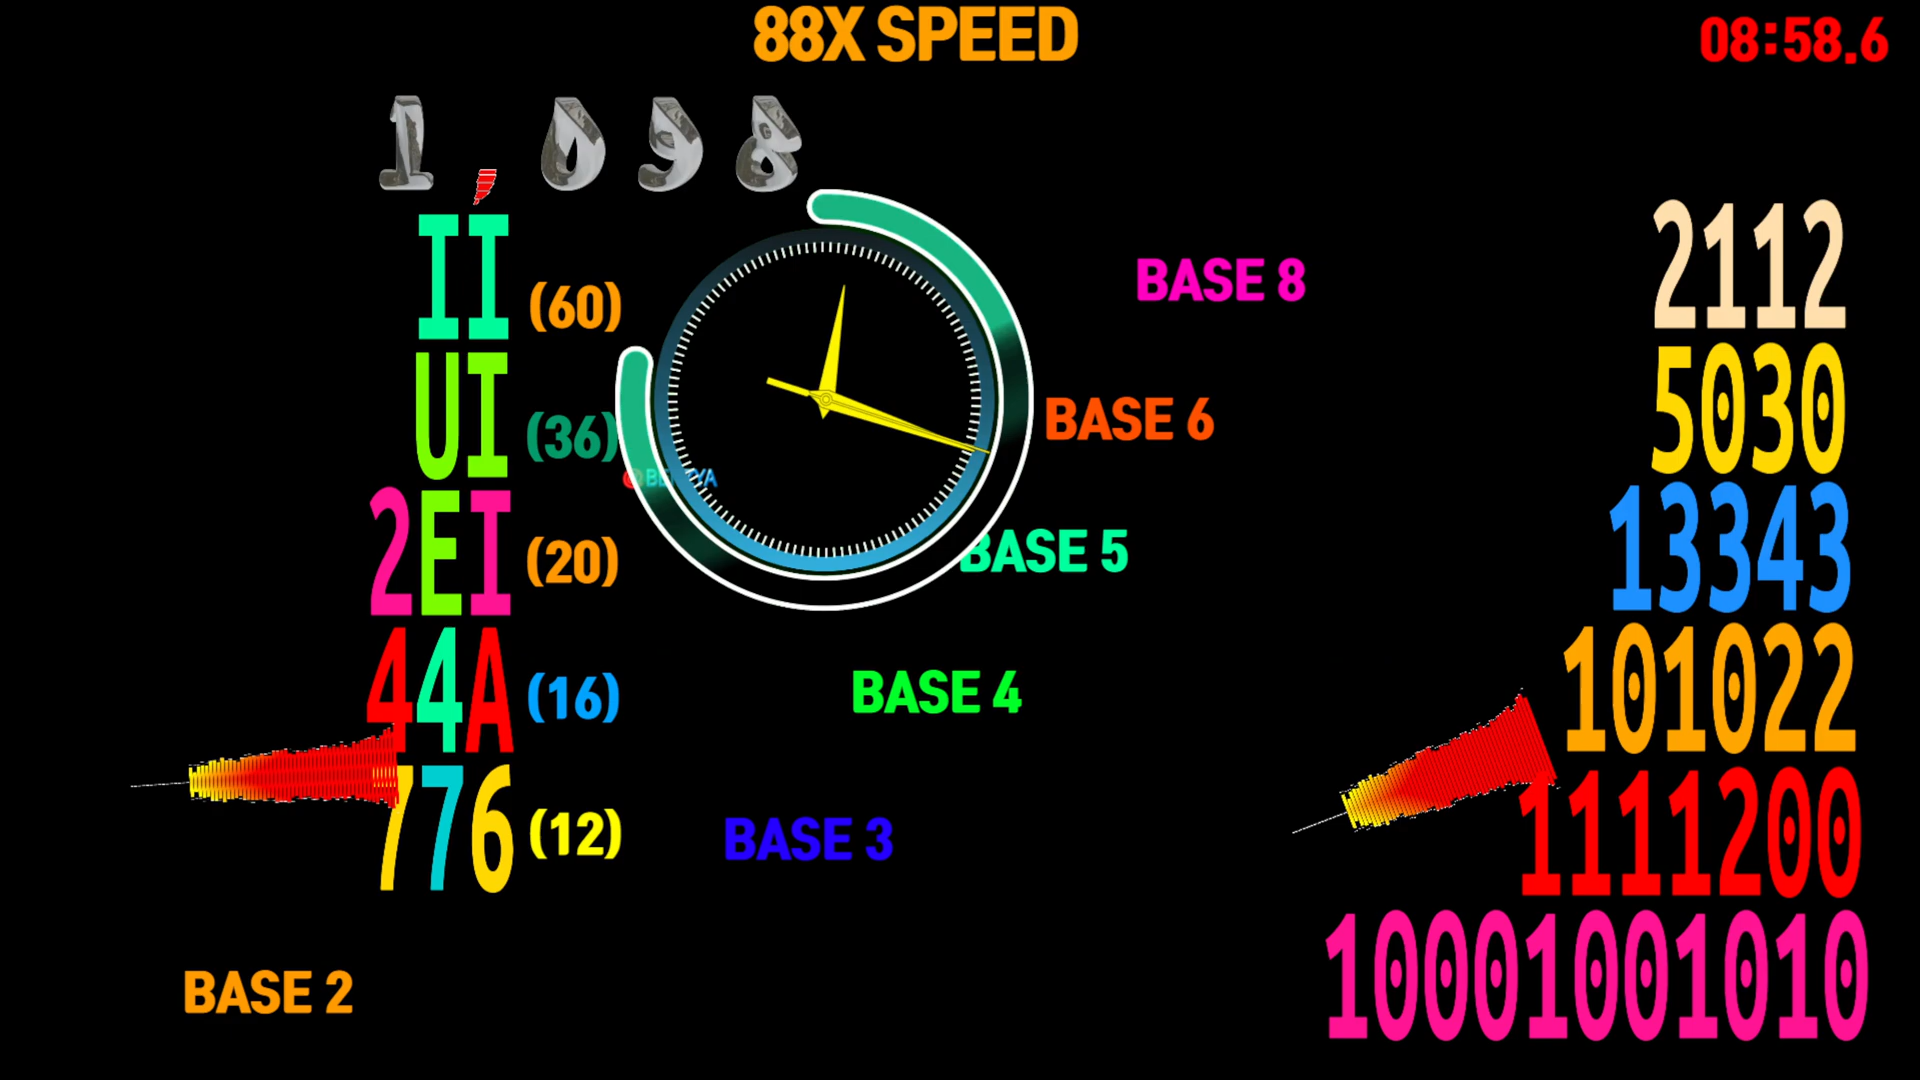 88X SPEED
08:58.6
1,098
II (60)
BASE 8
2112
UI (36)
BASE 6
5030
2EI (20)
BASE 5
13343
44A (16)
BASE 4
101022
776 (12)
BASE 3
1111200
BASE 2
10001001010